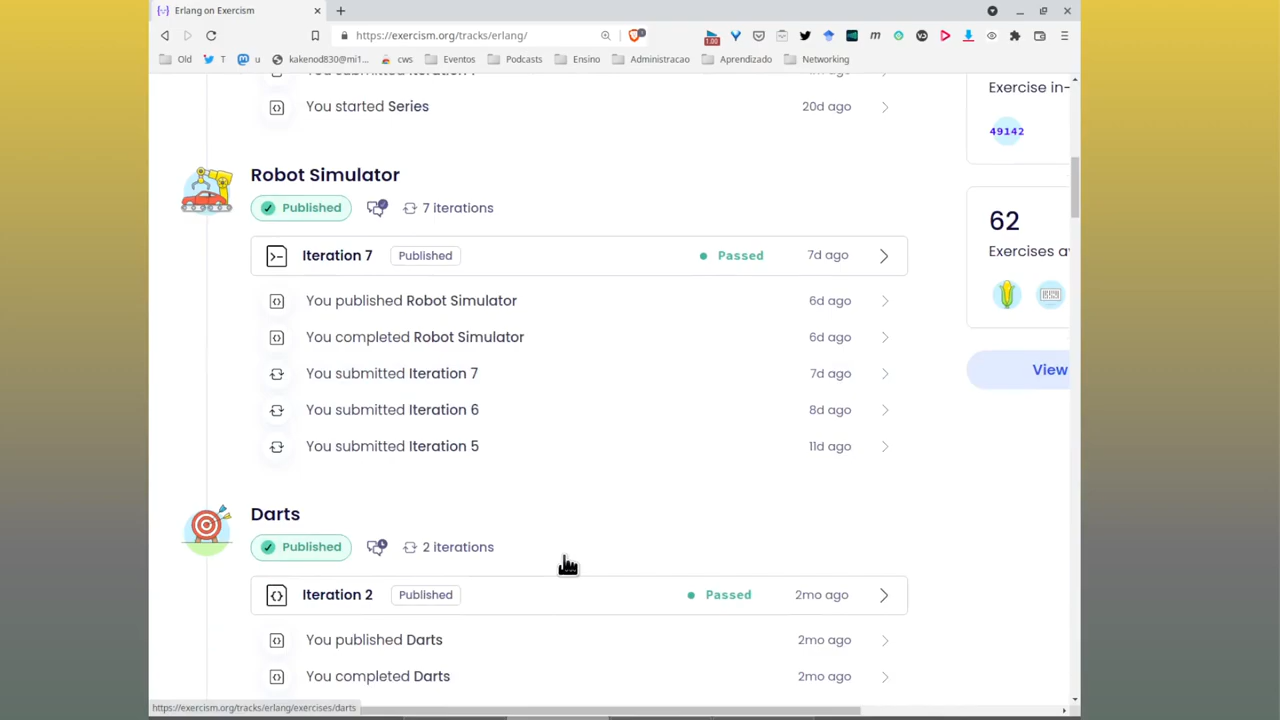 Erlang on Exercism
https://exercism.org/tracks/erlang/
1.00
Old
T
u
kakenod830@mi1...
cws
Eventos
Podcasts
Ensino
Administracao
Aprendizado
Networking
You started Series
20d ago
Exercise in-
49142
Robot Simulator
Published
7 iterations
Iteration 7
Published
Passed
7d ago
62
Exercises a
You published Robot Simulator
6d ago
You completed Robot Simulator
6d ago
You submitted Iteration 7
7d ago
View
You submitted Iteration 6
8d ago
You submitted Iteration 5
11d ago
Darts
Published
2 iterations
Iteration 2
Published
Passed
2mo ago
You published Darts
2mo ago
You completed Darts
2mo ago
https://exercism.org/tracks/erlang/exercises/darts